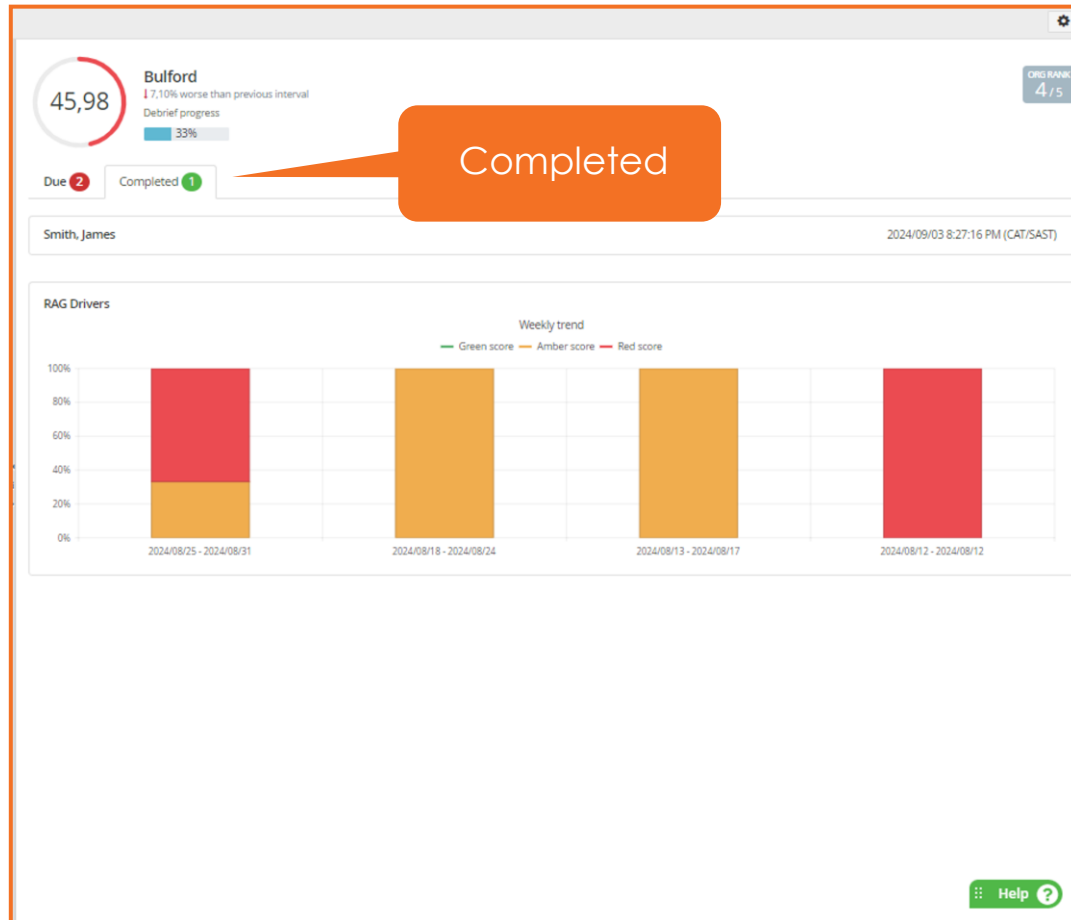 45,98
Bulford
7,10% worse than previous interval
Debrief progress
33%
ORG RANK
4 / 5
Completed
Due 2
Completed 1
Smith, James
2024/09/03 8:27:16 PM (CAT/SAST)
RAG Drivers
Weekly trend
Green score
Amber score
Red score
100%
80%
60%
40%
20%
0%
2024/08/25 - 2024/08/31
2024/08/18 - 2024/08/24
2024/08/13 - 2024/08/17
2024/08/12 - 2024/08/12
Help ?